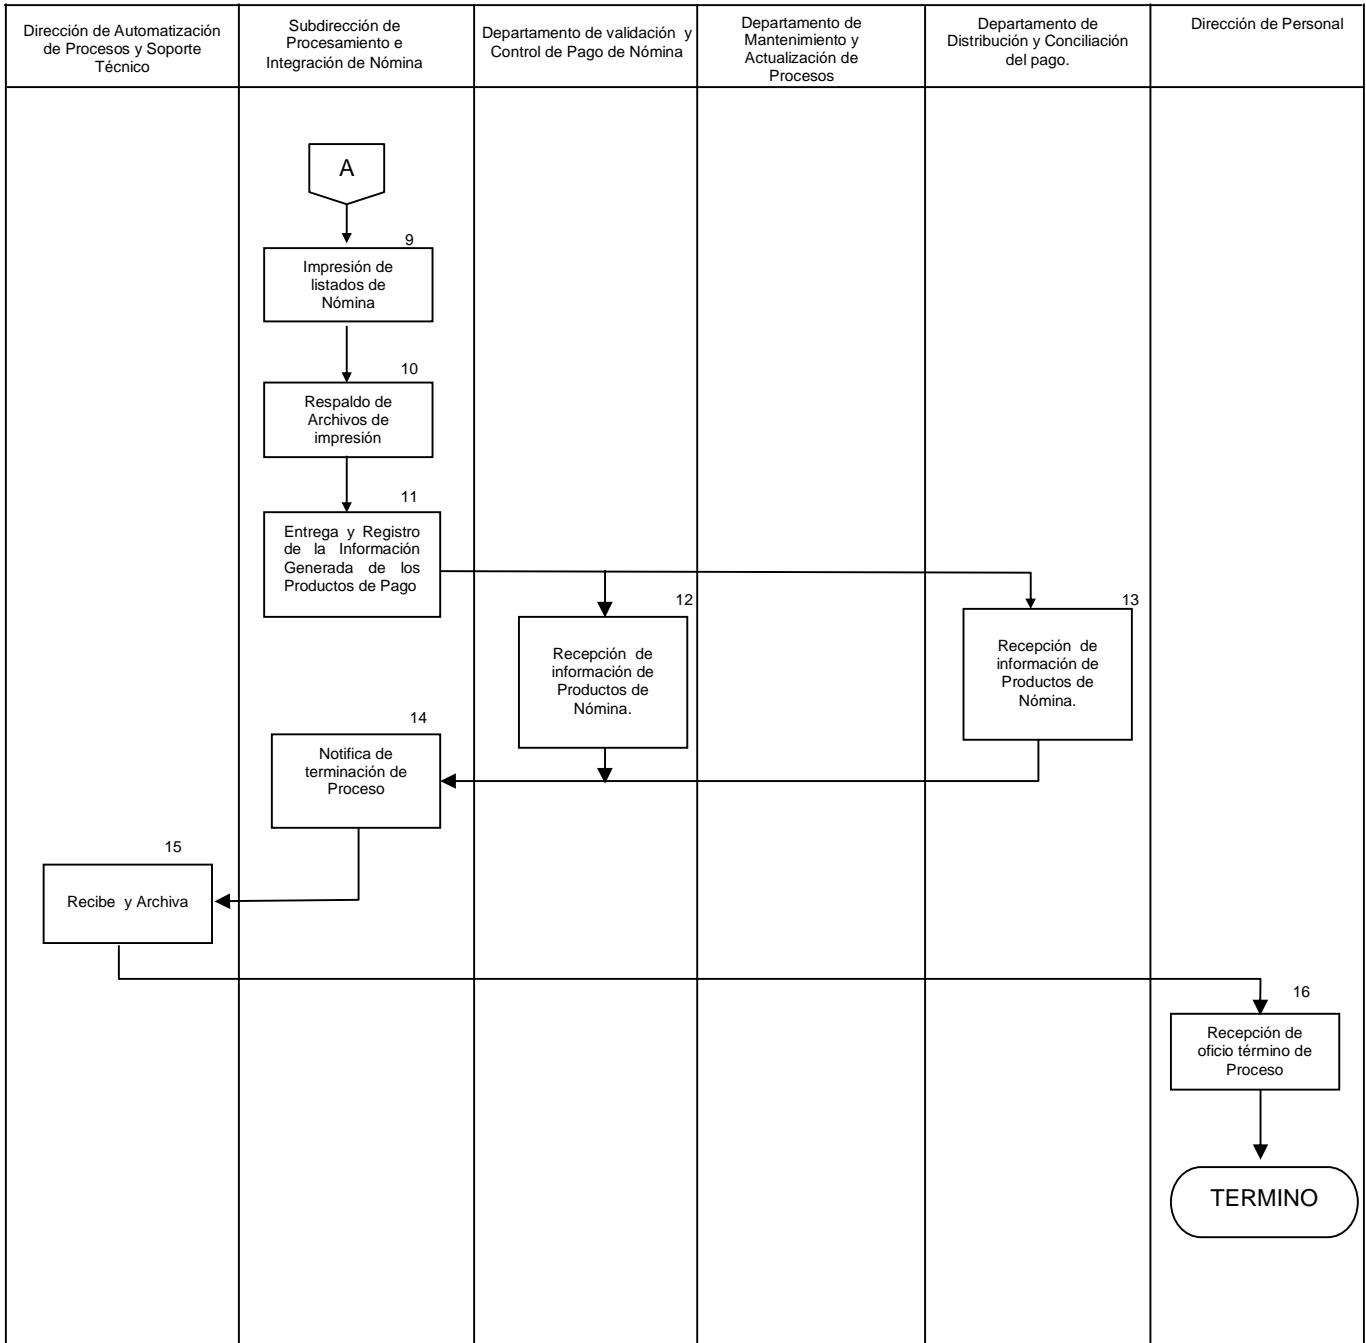 Dirección de Automatización
de Procesos y Soporte
Técnico
Subdirección de
Procesamiento e
Integración de Nómina
Departamento de validación y
Control de Pago de Nómina
Departamento de
Mantenimiento y
Actualización de
Procesos
Departamento de
Distribución y Conciliación
del pago.
Dirección de Personal
A
9
Impresión de
listados de
Nómina
10
Respaldo de
Archivos de
impresión
11
Entrega y Registro
de la Información
Generada de los
Productos de Pago
12
Recepción de
información de
Productos de
Nómina.
13
Recepción de
información de
Productos de
Nómina.
14
Notifica de
terminación de
Proceso
15
Recibe y Archiva
16
Recepción de
oficio término de
Proceso
TERMINO